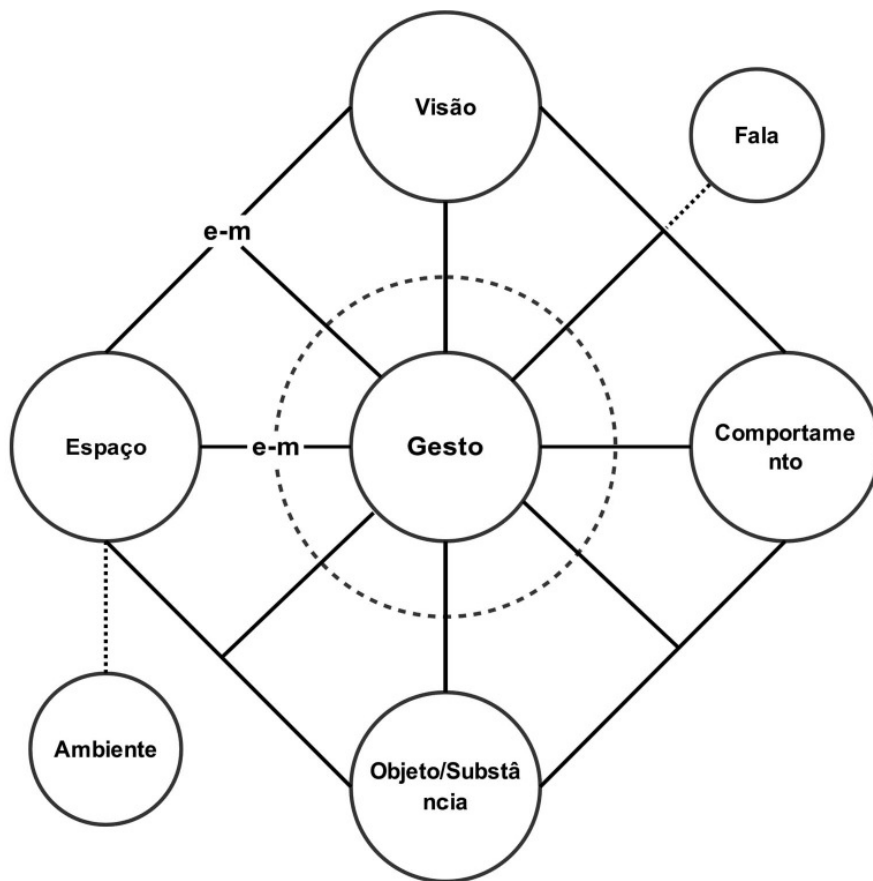 Visão
Fala
e-m
Espaço
e-m
Gesto
Comportame
nto
Ambiente
Objeto/Substâ
ncia